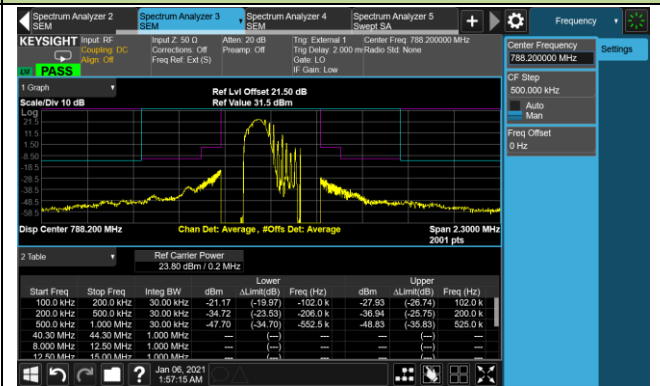 Spectrum Analyzer 2
SEM
Spectrum Analyzer 3
SEM
Spectrum Analyzer 4
SEM
Spectrum Analyzer 5
Swept SA
Frequency
KEYSIGHT
Input: RF
Coupling: DC
Align: Off
Input Z: 50 Ω
Corrections: Off
Freq Ref: Ext (S)
Atten: 20 dB
Preamp: Off
Trig: External 1
Trig Delay: 2.000 ms
Gate: LO
IF Gain: Low
Center Freq: 788.200000 MHz
Radio Std: None
PASS
Center Frequency
788.200000 MHz
Settings
CF Step
500.000 kHz
Auto
Man
Freq Offset
0 Hz
1 Graph
Scale/Div 10 dB
Ref Lvl Offset 21.50 dB
Ref Value 31.5 dBm
Log
21.5
11.5
1.50
-8.50
-18.5
-28.5
-38.5
-48.5
-58.5
Disp Center 788.200 MHz
Chan Det: Average , #Offs Det: Average
Span 2.3000 MHz
2001 pts
2 Table
Ref Carrier Power
23.80 dBm / 0.2 MHz
Lower Upper
Start Freq Stop Freq Integ BW dBm ΔLimit(dB) Freq (Hz) dBm ΔLimit(dB) Freq (Hz)
100.0 kHz 200.0 kHz 30.00 kHz -21.17 (-19.97) -102.0 k -27.93 (-26.74) 102.0 k
200.0 kHz 500.0 kHz 30.00 kHz -34.72 (-23.53) -206.0 k -36.94 (-25.75) 200.0 k
500.0 kHz 1.000 MHz 30.00 kHz -47.70 (-34.70) -552.5 k -48.83 (-35.83) 525.0 k
40.30 MHz 44.30 MHz 1.000 MHz --- (---) --- --- (---) ---
8.000 MHz 12.50 MHz 1.000 MHz --- (---) --- --- (---) ---
12.50 MHz 15.00 MHz 1.000 MHz --- (---) --- --- (---) ---
Jan 06, 2021
1:57:15 AM